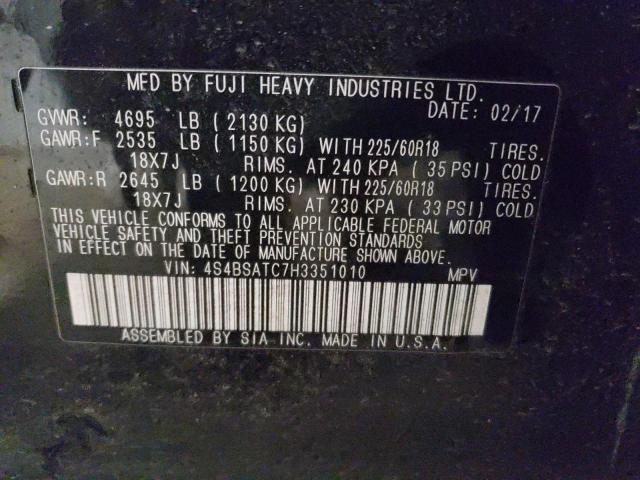 MFD BY FUJI HEAVY INDUSTRIES LTD.
DATE: 02/17
GVWR: 4695 LB ( 2130 KG)
GAWR:F 2535 LB ( 1150 KG) WITH 225/60R18 TIRES.
18X7J RIMS. AT 240 KPA ( 35 PSI) COLD
GAWR:R 2645 LB ( 1200 KG) WITH 225/60R18 TIRES.
18X7J RIMS. AT 230 KPA ( 33 PSI) COLD
THIS VEHICLE CONFORMS TO ALL APPLICABLE FEDERAL MOTOR
VEHICLE SAFETY AND THEFT PREVENTION STANDARDS
IN EFFECT ON THE DATE OF MANUFACTURE SHOWN ABOVE.
VIN: 4S4BSATC7H3351010 MPV
ASSEMBLED BY SIA INC. MADE IN U.S.A.